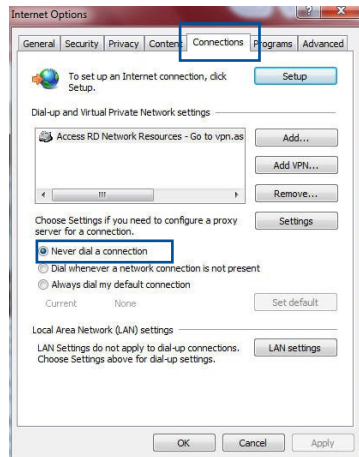 Internet Options
General Security Privacy Content Connections Programs Advanced
To set up an Internet connection, click
Setup.
Setup
Dial-up and Virtual Private Network settings
Access RD Network Resources - Go to vpn.as
Add...
Add VPN...
Remove...
Choose Settings if you need to configure a proxy
server for a connection.
Settings
Never dial a connection
Dial whenever a network connection is not present
Always dial my default connection
Current None Set default
Local Area Network (LAN) settings
LAN Settings do not apply to dial-up connections.
Choose Settings above for dial-up settings.
LAN settings
OK Cancel Apply